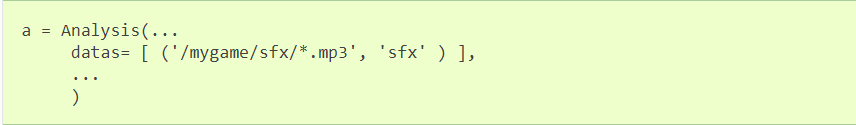 a = Analysis(...
     datas= [ ('/mygame/sfx/*.mp3', 'sfx' ) ],
     ...
     )